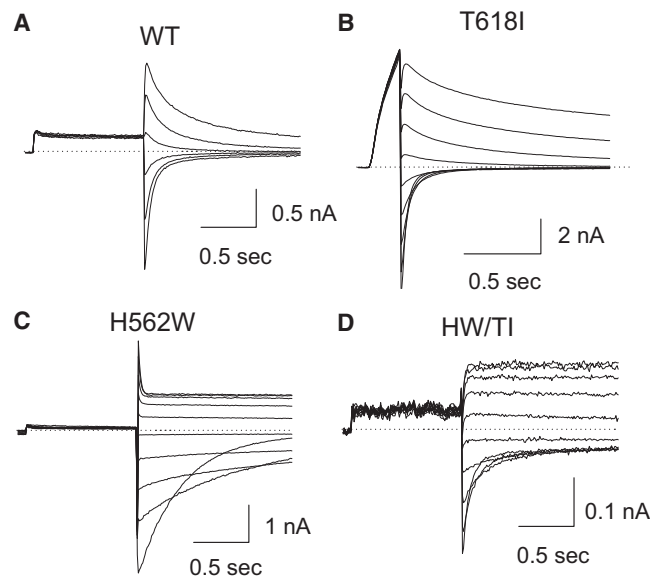 A
WT
0.5 nA
0.5 sec
B
T618I
2 nA
0.5 sec
C
H562W
1 nA
0.5 sec
D
HW/TI
0.1 nA
0.5 sec